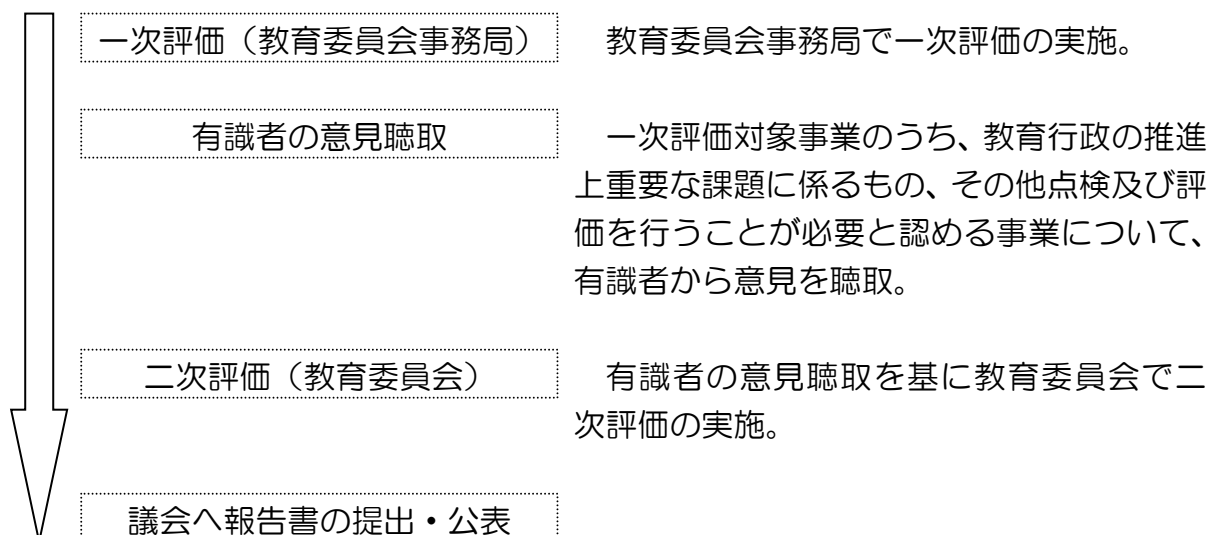 一次評価（教育委員会事務局）
教育委員会事務局で一次評価の実施。
有識者の意見聴取
一次評価対象事業のうち、教育行政の推進
上重要な課題に係るもの、その他点検及び評
価を行うことが必要と認める事業について、
有識者から意見を聴取。
二次評価（教育委員会）
有識者の意見聴取を基に教育委員会で二
次評価の実施。
議会へ報告書の提出・公表